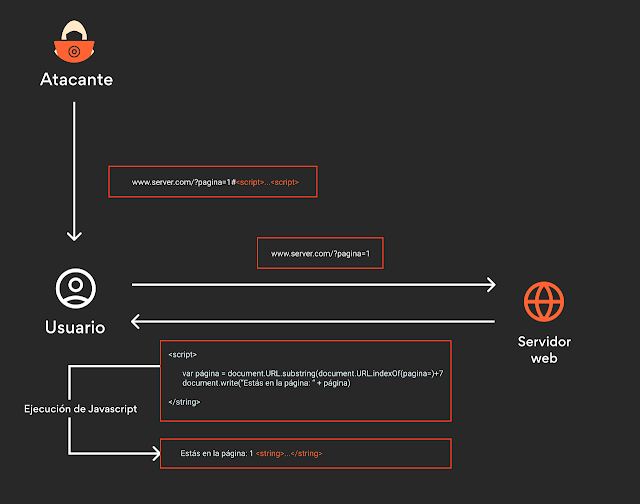 Atacante
www.server.com/?pagina=1#<script>...<script>
www.server.com/?pagina=1
Usuario
Servidor
web
<script>
var página = document.URL.substring(document.URL.indexOf(pagina=)+7
document.write("Estás en la página: " + página)
</string>
Ejecución de Javascript
Estás en la página: 1 <string>...</string>